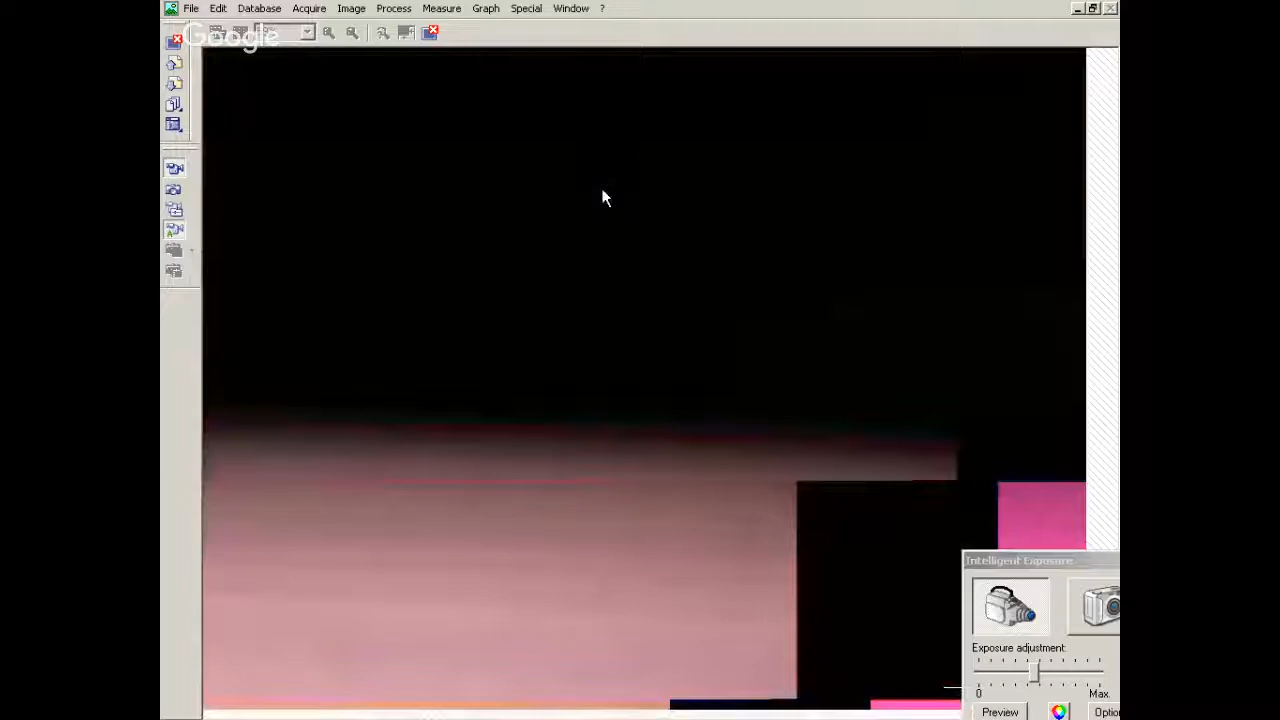 File Edit Database Acquire Image Process Measure Graph Special Window ?
Google
Intelligent Exposure
Exposure adjustment:
0 Max.
Preview Optio